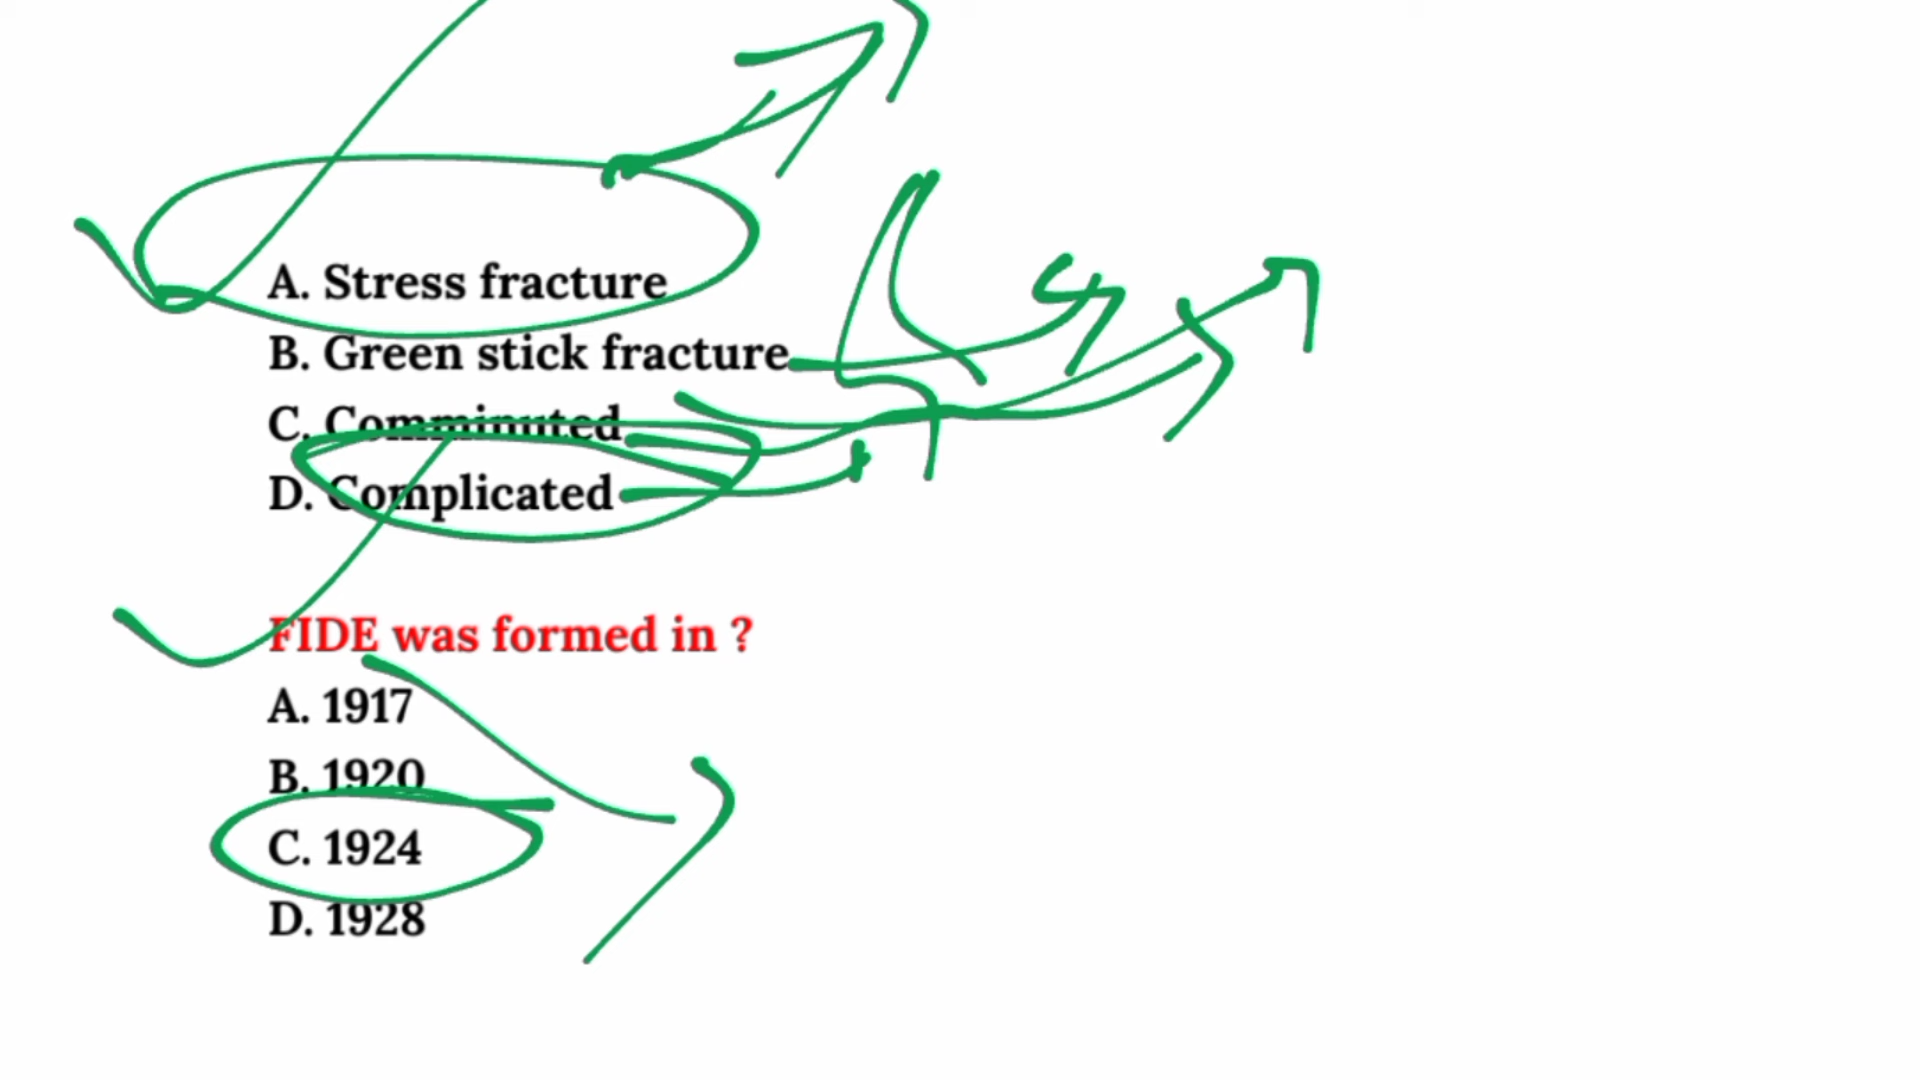 A. Stress fracture
B. Green stick fracture
C. Comminuted
D. Complicated
FIDE was formed in ?
A. 1917
B. 1920
C. 1924
D. 1928